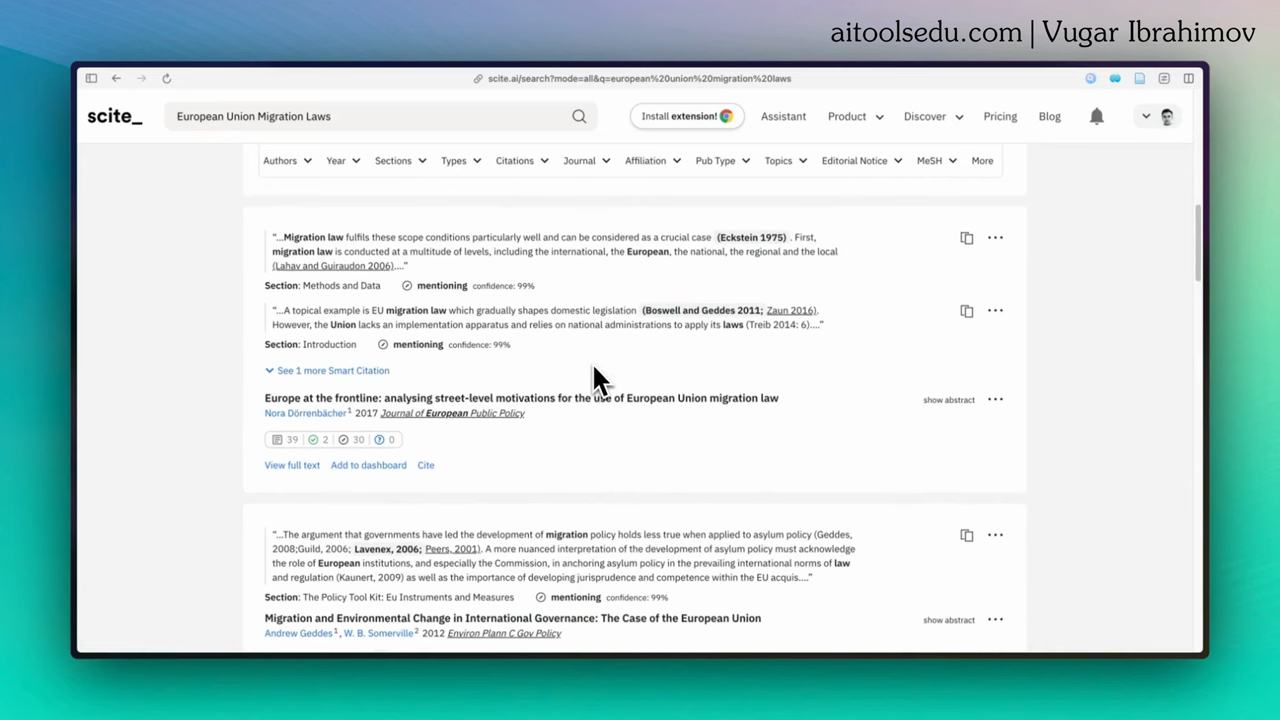 aitoolsedu.com | Vugar Ibrahimov
scite.ai/search?mode=all&q=european%20union%20migration%20laws
scite_ European Union Migration Laws Install extension! Assistant Product Discover Pricing Blog
Authors Year Sections Types Citations Journal Affiliation Pub Type Topics Editorial Notice MeSH More
"...Migration law fulfils these scope conditions particularly well and can be considered as a crucial case (Eckstein 1975) . First,
migration law is conducted at a multitude of levels, including the international, the European, the national, the regional and the local
(Lahav and Guiraudon 2006)...."
Section: Methods and Data mentioning confidence: 99%
"...A topical example is EU migration law which gradually shapes domestic legislation (Boswell and Geddes 2011; Zaun 2016).
However, the Union lacks an implementation apparatus and relies on national administrations to apply its laws (Treib 2014: 6)...."
Section: Introduction mentioning confidence: 99%
See 1 more Smart Citation
Europe at the frontline: analysing street-level motivations for the use of European Union migration law show abstract
Nora Dörrenbächer 1 2017 Journal of European Public Policy
39 2 30 0
View full text Add to dashboard Cite
"...The argument that governments have led the development of migration policy holds less true when applied to asylum policy (Geddes,
2008;Guild, 2006; Lavenex, 2006; Peers, 2001). A more nuanced interpretation of the development of asylum policy must acknowledge
the role of European institutions, and especially the Commission, in anchoring asylum policy in the prevailing international norms of law
and regulation (Kaunert, 2009) as well as the importance of developing jurisprudence and competence within the EU acquis...."
Section: The Policy Tool Kit: Eu Instruments and Measures mentioning confidence: 99%
Migration and Environmental Change in International Governance: The Case of the European Union show abstract
Andrew Geddes 1, W. B. Somerville 2 2012 Environ Plann C Gov Policy